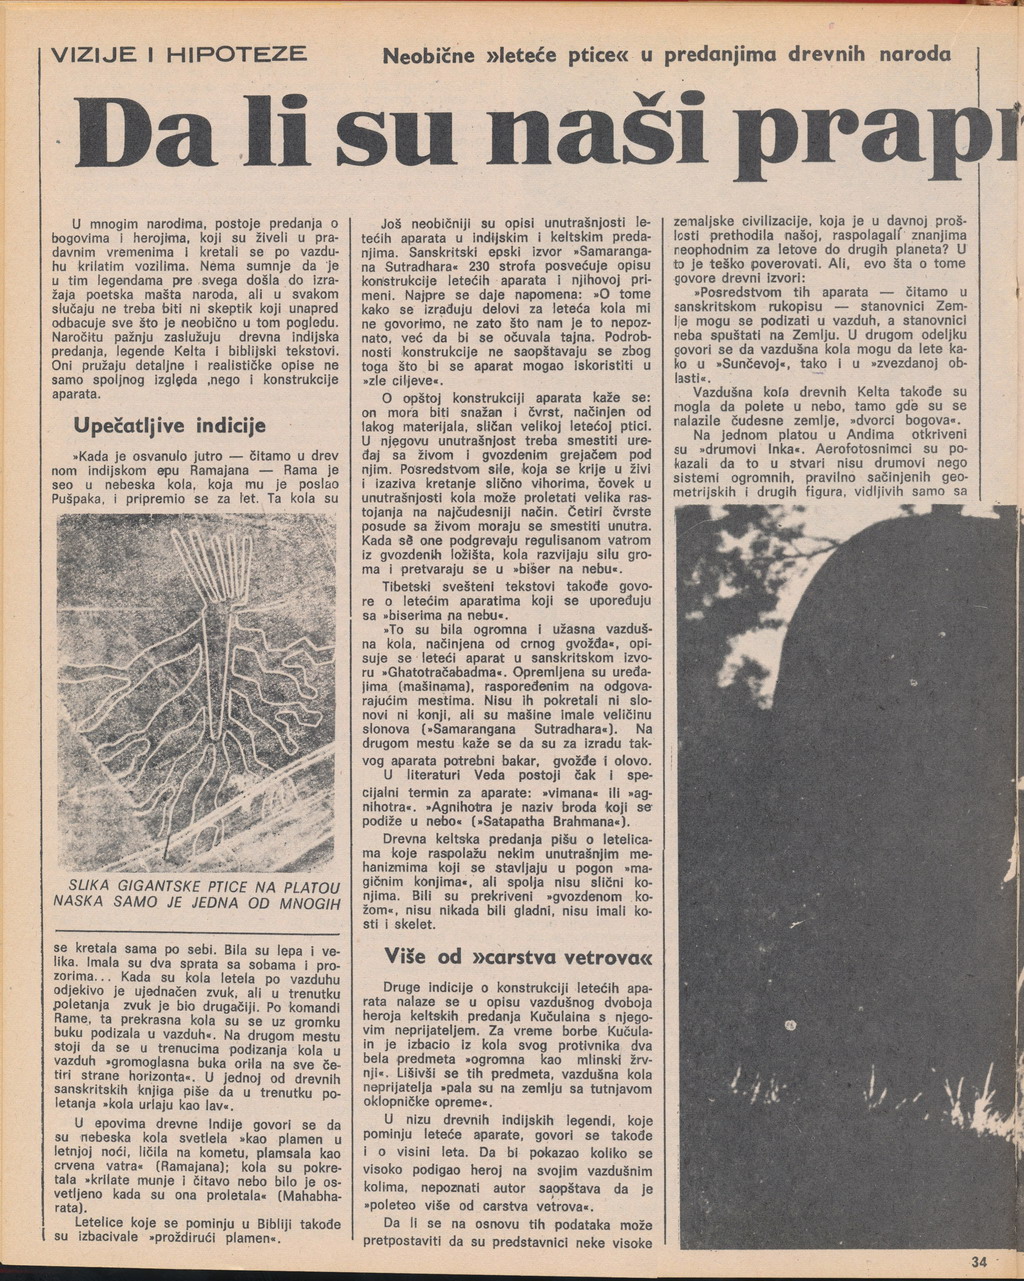 VIZIJE I HIPOTEZE
Neobične »leteće ptice« u predanjima drevnih naroda
Da li su naši prap
U mnogim narodima, postoje predanja o
bogovima i herojima, koji su živeli u pra-
davnim vremenima i kretali se po vazdu-
hu krilatim vozilima. Nema sumnje da je
u tim legendama pre svega došla do izra-
žaja poetska mašta naroda, ali u svakom
slučaju ne treba biti ni skeptik koji unapred
odbacuje sve što je neobično u tom pogledu.
Naročitu pažnju zaslužuju drevna indijska
predanja, legende Kelta i biblijski tekstovi.
Oni pružaju detaljne i realističke opise ne
samo spoljnog izgleda ,nego i konstrukcije
aparata.
Upečatljive indicije
»Kada je osvanulo jutro — čitamo u drev
nom indijskom epu Ramajana — Rama je
seo u nebeska kola, koja mu je poslao
Pušpaka, i pripremio se za let. Ta kola su
SLIKA GIGANTSKE PTICE NA PLATOU
NASKA SAMO JE JEDNA OD MNOGIH
se kretala sama po sebi. Bila su lepa i ve-
lika. Imala su dva sprata sa sobama i pro-
zorima... Kada su kola letela po vazduhu
odjekivo je ujednačen zvuk, ali u trenutku
poletanja zvuk je bio drugačiji. Po komandi
Rame, ta prekrasna kola su se uz gromku
buku podizala u vazduh«. Na drugom mestu
stoji da se u trenucima podizanja kola u
vazduh »gromoglasna buka orila na sve če-
tiri strane horizonta«. U jednoj od drevnih
sanskritskih knjiga piše da u trenutku po-
letanja »kola urlaju kao lav«.
U epovima drevne Indije govori se da
su nebeska kola svetlela »kao plamen u
letnjoj noći, ličila na kometu, plamsala kao
crvena vatra« (Ramajana); kola su pokre-
tala »krilate munje i čitavo nebo bilo je os-
vetljeno kada su ona proletala« (Mahabha-
rata).
Letelice koje se pominju u Bibliji takođe
su izbacivale »proždirući plamen«.
Još neobičniji su opisi unutrašnjosti le-
tećih aparata u indijskim i keltskim preda-
njima. Sanskritski epski izvor »Samaranga-
na Sutradhara« 230 strofa posvećuje opisu
konstrukcije letećih aparata i njihovoj pri-
meni. Najpre se daje napomena: »O tome
kako se izrađuju delovi za leteća kola mi
ne govorimo, ne zato što nam je to nepoz-
nato, već da bi se očuvala tajna. Podrob-
nosti konstrukcije ne saopštavaju se zbog
toga što bi se aparat mogao iskoristiti u
»zle ciljeve«.
O opštoj konstrukciji aparata kaže se:
on mora biti snažan i čvrst, načinjen od
lakog materijala, sličan velikoj letećoj ptici.
U njegovu unutrašnjost treba smestiti ure-
đaj sa živom i gvozdenim grejačem pod
njim. Posredstvom sile, koja se krije u živi
i izaziva kretanje slično vihorima, čovek u
unutrašnjosti kola može proletati velika ras-
tojanja na najčudesniji način. Četiri čvrste
posude sa živom moraju se smestiti unutra.
Kada se one podgrevaju regulisanom vatrom
iz gvozdenih ložišta, kola razvijaju silu gro-
ma i pretvaraju se u »biser na nebu«.
Tibetski svešteni tekstovi takođe govo-
re o letećim aparatima koji se upoređuju
sa »biserima na nebu«.
»To su bila ogromna i užasna vazduš-
na kola, načinjena od crnog gvožđa«, opi-
suje se leteći aparat u sanskritskom izvo-
ru »Ghatotračabadma«. Opremljena su uređa-
jima (mašinama), raspoređenim na odgova-
rajućim mestima. Nisu ih pokretali ni slo-
novi ni konji, ali su mašine imale veličinu
slonova (»Samarangana Sutradhara«). Na
drugom mestu kaže se da su za izradu tak-
vog aparata potrebni bakar, gvožđe i olovo.
U literaturi Veda postoji čak i spe-
cijalni termin za aparate: »vimana« ili »ag-
nihotra«. »Agnihotra je naziv broda koji se
podiže u nebo« (»Satapatha Brahmana«).
Drevna keltska predanja pišu o letelica-
ma koje raspolažu nekim unutrašnjim me-
hanizmima koji se stavljaju u pogon »ma-
gičnim konjima«, ali spolja nisu slični ko-
njima. Bili su prekriveni »gvozdenom ko-
žom«, nisu nikada bili gladni, nisu imali ko-
sti i skelet.
Više od »carstva vetrova«
Druge indicije o konstrukciji letećih apa-
rata nalaze se u opisu vazdušnog dvoboja
heroja keltskih predanja Kučulaina s njego-
vim neprijateljem. Za vreme borbe Kučula-
in je izbacio iz kola svog protivnika dva
bela predmeta »ogromna kao mlinski žrv-
nji«. Lišivši se tih predmeta, vazdušna kola
neprijatelja »pala su na zemlju sa tutnjavom
oklopničke opreme«.
U nizu drevnih indijskih legendi, koje
pominju leteće aparate, govori se takođe
i o visini leta. Da bi pokazao koliko se
visoko podigao heroj na svojim vazdušnim
kolima, nepoznati autor saopštava da je
»poleteo više od carstva vetrova«.
Da li se na osnovu tih podataka može
pretpostaviti da su predstavnici neke visoke
zemaljske civilizacije, koja je u davnoj proš-
losti prethodila našoj, raspolagali znanjima
neophodnim za letove do drugih planeta? U
to je teško poverovati. Ali, evo šta o tome
govore drevni izvori:
»Posredstvom tih aparata — čitamo u
sanskritskom rukopisu — stanovnici Zem-
lje mogu se podizati u vazduh, a stanovnici
neba spuštati na Zemlju. U drugom odeljku
govori se da vazdušna kola mogu da lete ka-
ko u »Sunčevoj«, tako i u »zvezdanoj ob-
lasti«.
Vazdušna kola drevnih Kelta takođe su
mogla da polete u nebo, tamo gde su se
nalazile čudesne zemlje, »dvorci bogova«.
Na jednom platou u Andima otkriveni
su »drumovi Inka«. Aerofotosnimci su po-
kazali da to u stvari nisu drumovi nego
sistemi ogromnih, pravilno sačinjenih geo-
metrijskih i drugih figura, vidljivih samo sa
34